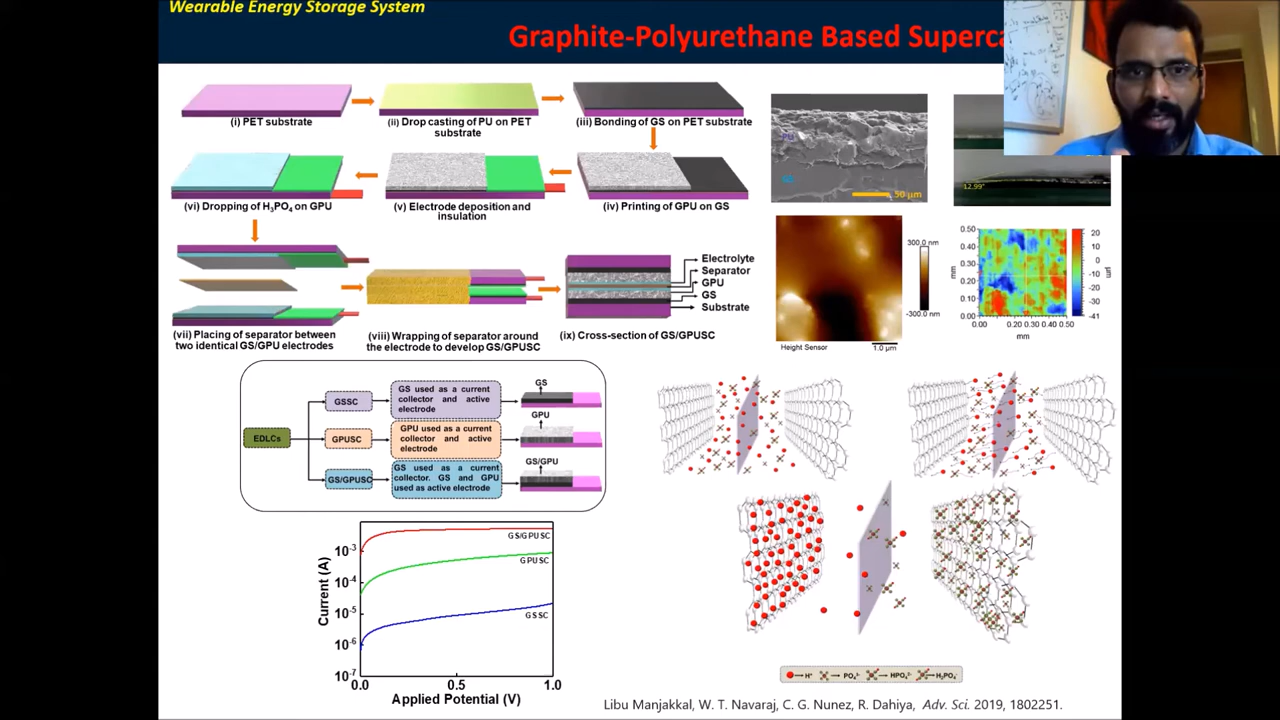 Wearable Energy Storage System
Graphite-Polyurethane Based Superca
(i) PET substrate
(ii) Drop casting of PU on PET
substrate
(iii) Bonding of GS on PET substrate
(vi) Dropping of H₃PO₄ on GPU
(v) Electrode deposition and
insulation
(iv) Printing of GPU on GS
Electrolyte
Separator
GPU
GS
Substrate
(vii) Placing of separator between
two identical GS/GPU electrodes
(viii) Wrapping of separator around
the electrode to develop GS/GPUSC
(ix) Cross-section of GS/GPUSC
50 µm
12.99°
300.0 nm
-300.0 nm
Height Sensor
1.0 µm
0.50
0.40
0.30
0.20
0.10
0.00
mm
0.00
0.20 0.30 0.40 0.50
mm
20
10
0
-10
-20
-30
-41
µm
EDLCs
GSSC
GS used as a current
collector and active
electrode
GS
GPUSC
GPU used as a current
collector and active
electrode
GPU
GS/GPUSC
GS used as a current
collector. GS and GPU
used as active electrode
GS/GPU
Current (A)
10⁻³
10⁻⁴
10⁻⁵
10⁻⁶
10⁻⁷
GS/GPUSC
GPUSC
GSSC
0.0 0.5 1.0
Applied Potential (V)
H⁺ PO₄³⁻ HPO₄²⁻ H₂PO₄⁻
Libu Manjakkal, W. T. Navaraj, C. G. Nunez, R. Dahiya, Adv. Sci. 2019, 1802251.